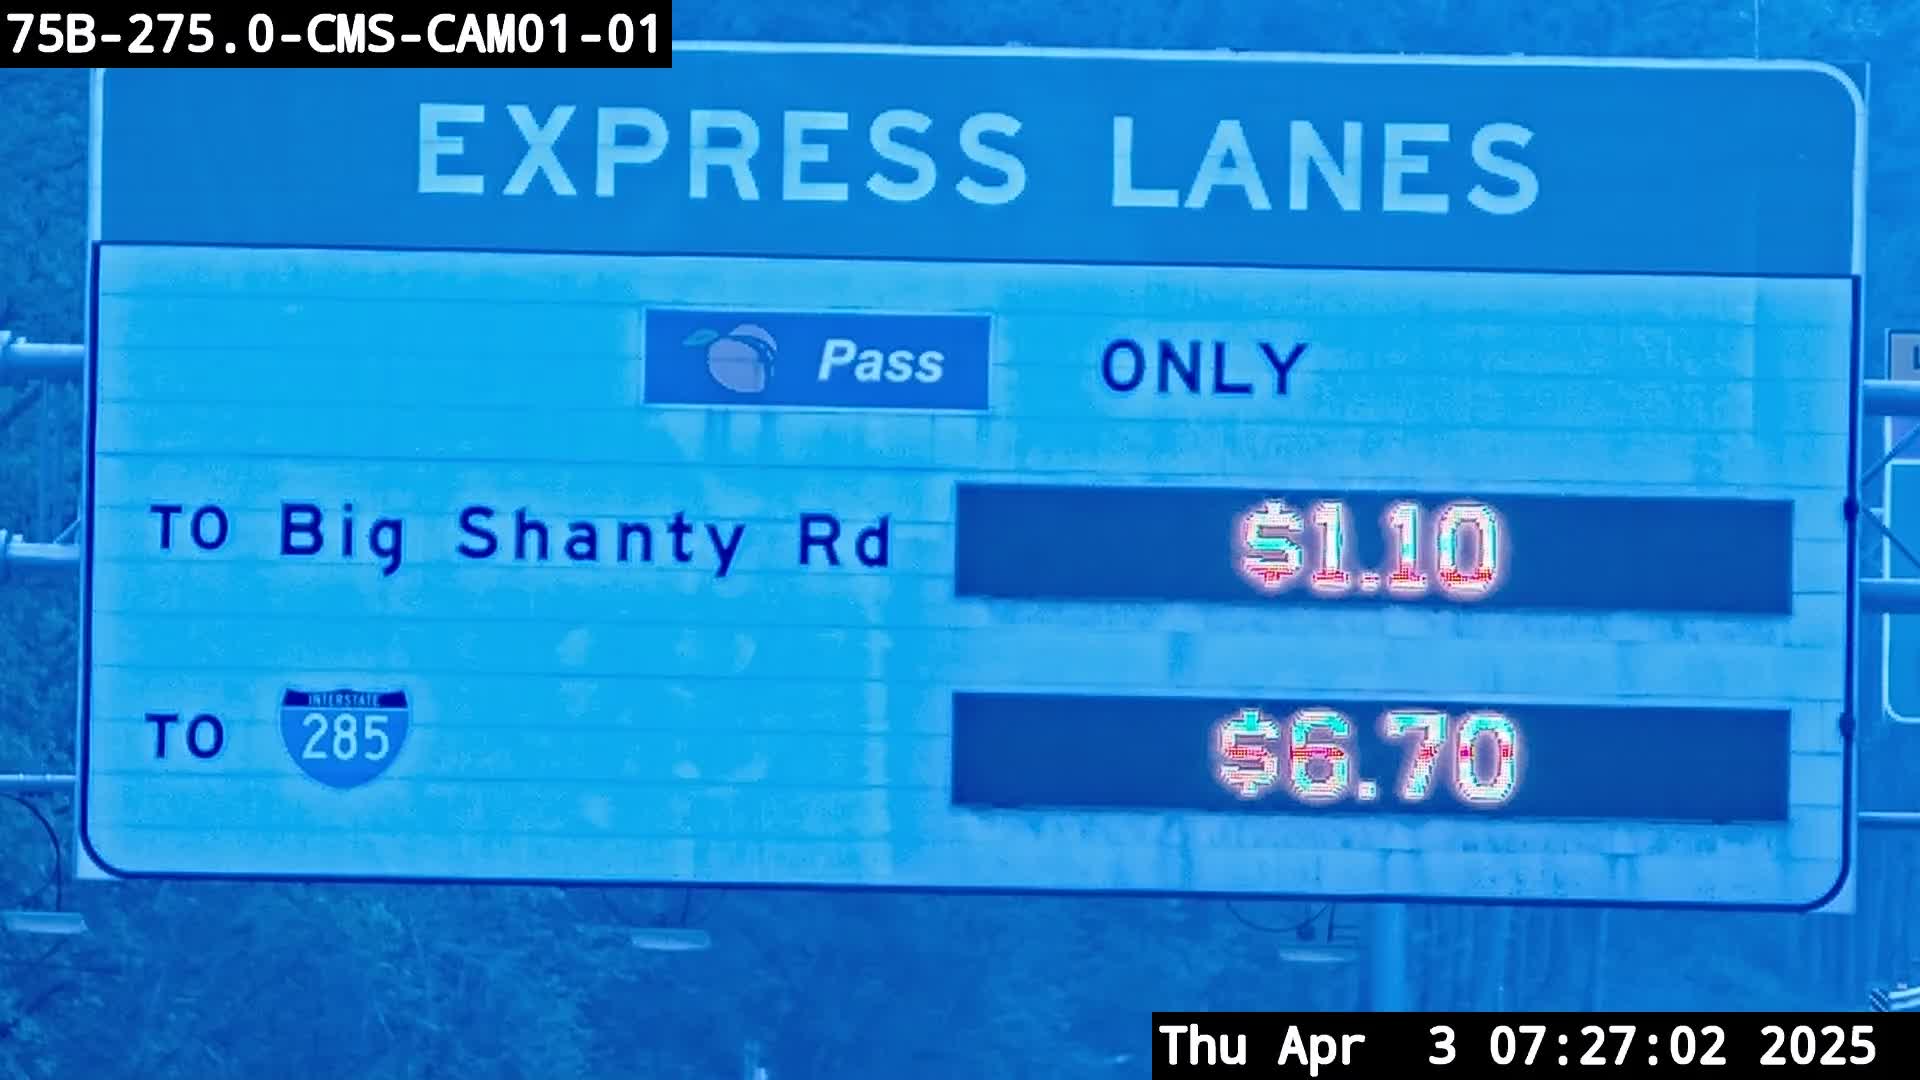 75B-275.0-CMS-CAM01-01
EXPRESS LANES
Pass ONLY
TO Big Shanty Rd $1.10
TO INTERSTATE 285 $6.70
Thu Apr 3 07:27:02 2025